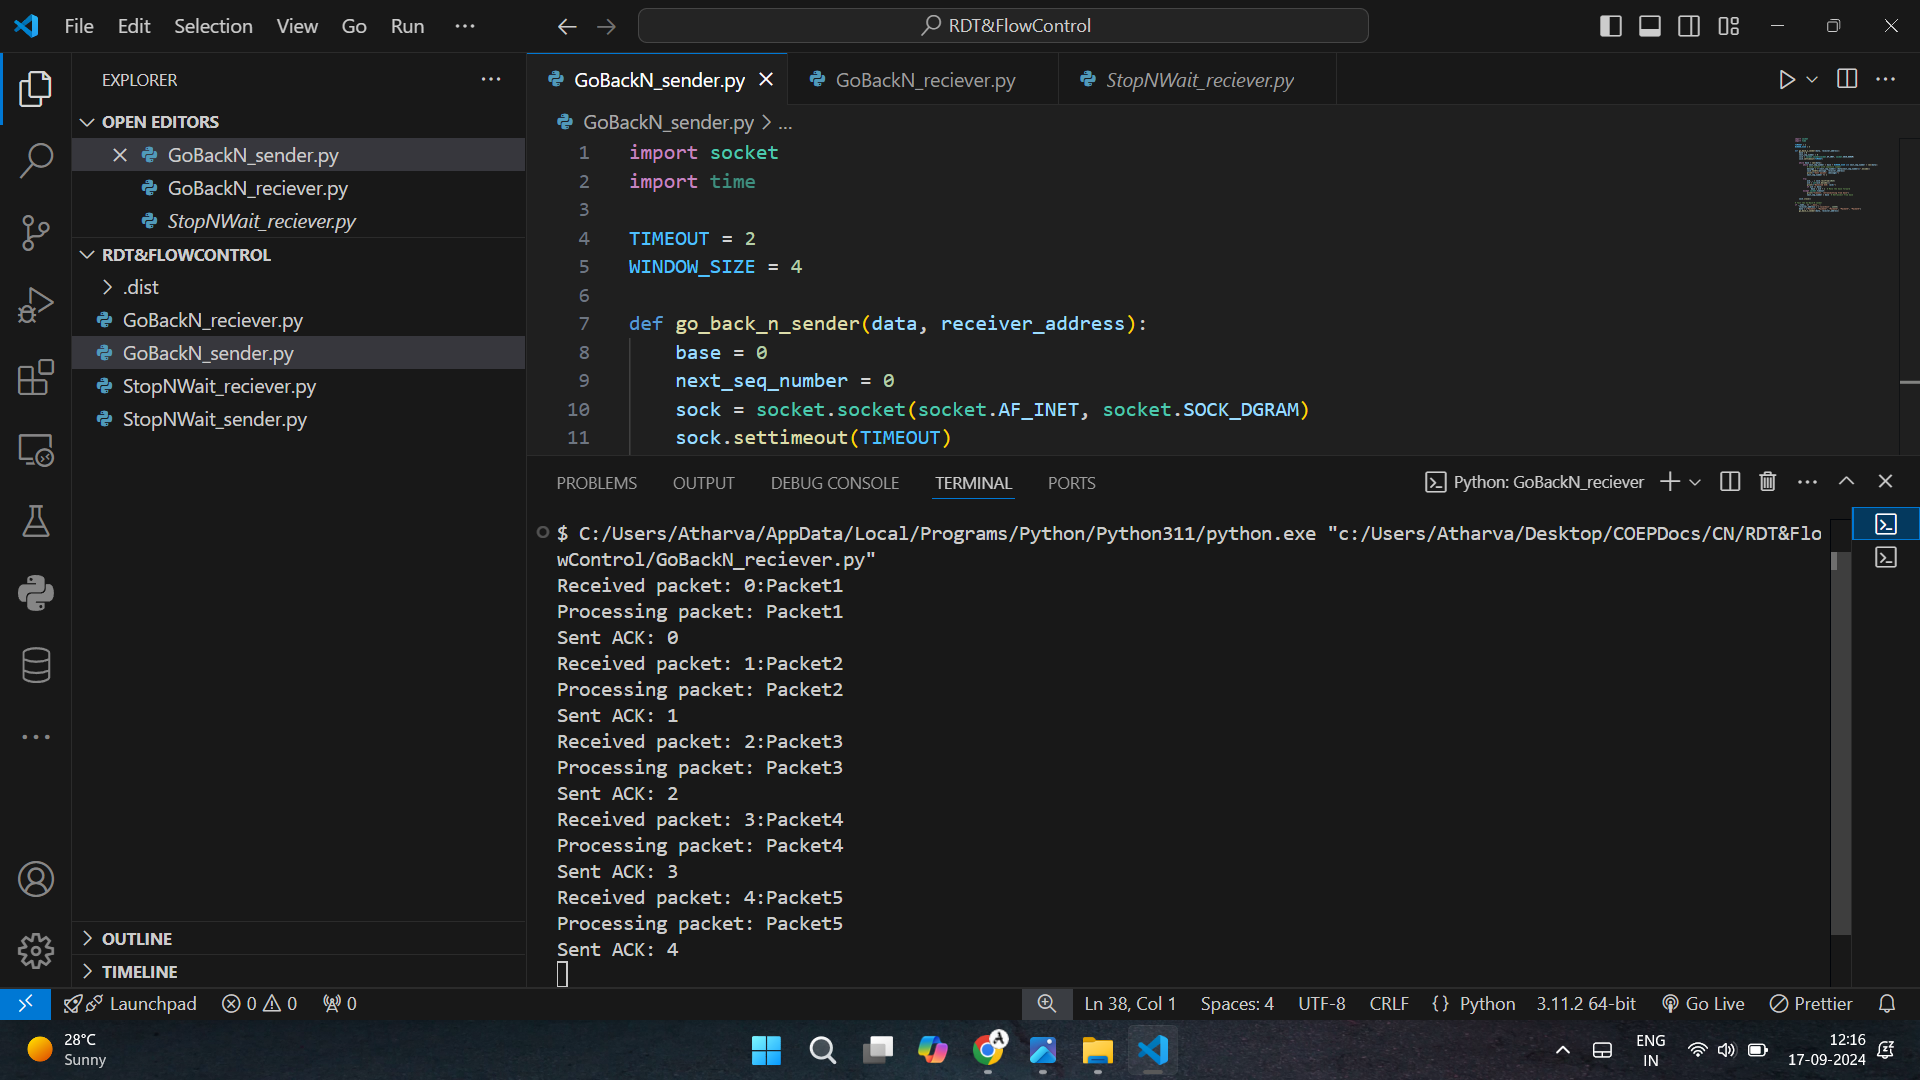 File Edit Selection View Go Run ···
RDT&FlowControl
EXPLORER
OPEN EDITORS
GoBackN_sender.py
GoBackN_reciever.py
StopNWait_reciever.py
RDT&FLOWCONTROL
.dist
GoBackN_reciever.py
GoBackN_sender.py
StopNWait_reciever.py
StopNWait_sender.py
OUTLINE
TIMELINE
GoBackN_sender.py GoBackN_reciever.py StopNWait_reciever.py
GoBackN_sender.py > ...
1 import socket
2 import time
3
4 TIMEOUT = 2
5 WINDOW_SIZE = 4
6
7 def go_back_n_sender(data, receiver_address):
8 base = 0
9 next_seq_number = 0
10 sock = socket.socket(socket.AF_INET, socket.SOCK_DGRAM)
11 sock.settimeout(TIMEOUT)
PROBLEMS OUTPUT DEBUG CONSOLE TERMINAL PORTS
Python: GoBackN_reciever
$ C:/Users/Atharva/AppData/Local/Programs/Python/Python311/python.exe "c:/Users/Atharva/Desktop/COEPDocs/CN/RDT&Flo
wControl/GoBackN_reciever.py"
Received packet: 0:Packet1
Processing packet: Packet1
Sent ACK: 0
Received packet: 1:Packet2
Processing packet: Packet2
Sent ACK: 1
Received packet: 2:Packet3
Processing packet: Packet3
Sent ACK: 2
Received packet: 3:Packet4
Processing packet: Packet4
Sent ACK: 3
Received packet: 4:Packet5
Processing packet: Packet5
Sent ACK: 4
Launchpad 0 0 0 Ln 38, Col 1 Spaces: 4 UTF-8 CRLF {} Python 3.11.2 64-bit Go Live Prettier
28°C
Sunny
A
ENG
IN
12:16
17-09-2024